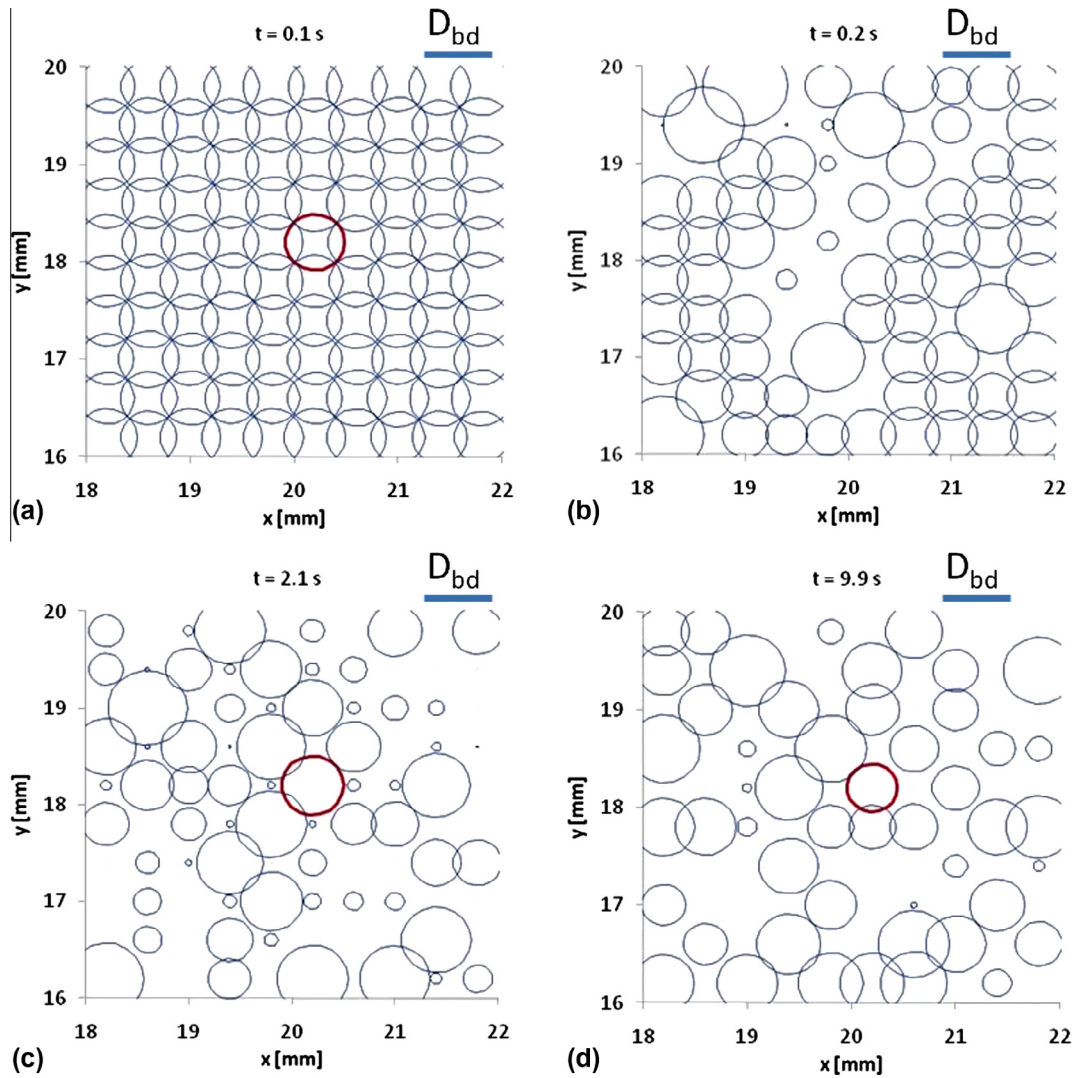 t = 0.1 s
D_bd
20
19
18
17
16
y [mm]
18 19 20 21 22
x [mm]
(a)
t = 0.2 s
D_bd
20
19
18
17
16
y [mm]
18 19 20 21 22
x [mm]
(b)
t = 2.1 s
D_bd
20
19
18
17
16
y [mm]
18 19 20 21 22
x [mm]
(c)
t = 9.9 s
D_bd
20
19
18
17
16
y [mm]
18 19 20 21 22
x [mm]
(d)